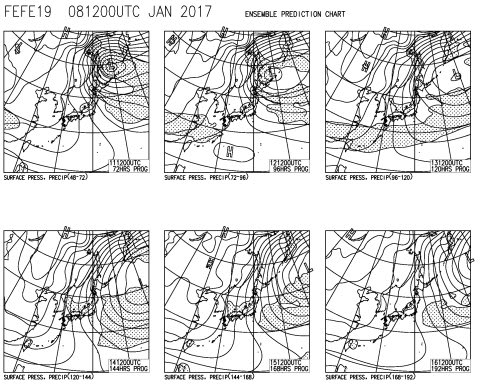 FEFE19 081200UTC JAN 2017 ENSEMBLE PREDICTION CHART
111200UTC
72HRS PROG
SURFACE PRESS, PRECIP(48-72)
121200UTC
96HRS PROG
SURFACE PRESS, PRECIP(72-96)
131200UTC
120HRS PROG
SURFACE PRESS, PRECIP(96-120)
141200UTC
144HRS PROG
SURFACE PRESS, PRECIP(120-144)
151200UTC
168HRS PROG
SURFACE PRESS, PRECIP(144-168)
161200UTC
192HRS PROG
SURFACE PRESS, PRECIP(168-192)
H